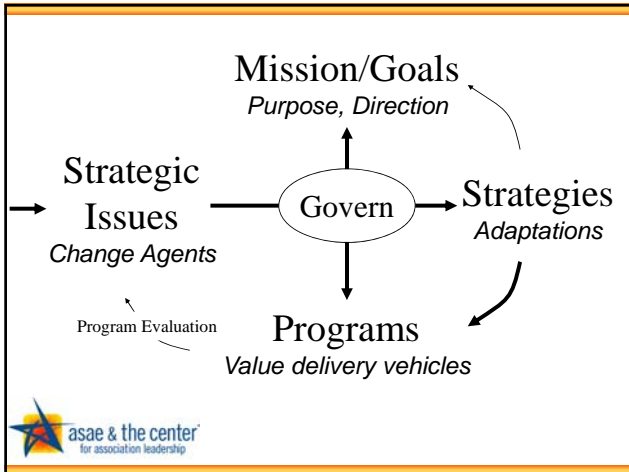 Mission/Goals
Purpose, Direction
Strategic
Issues
Change Agents
Govern
Strategies
Adaptations
Program Evaluation
Programs
Value delivery vehicles
asae & the center
for association leadership